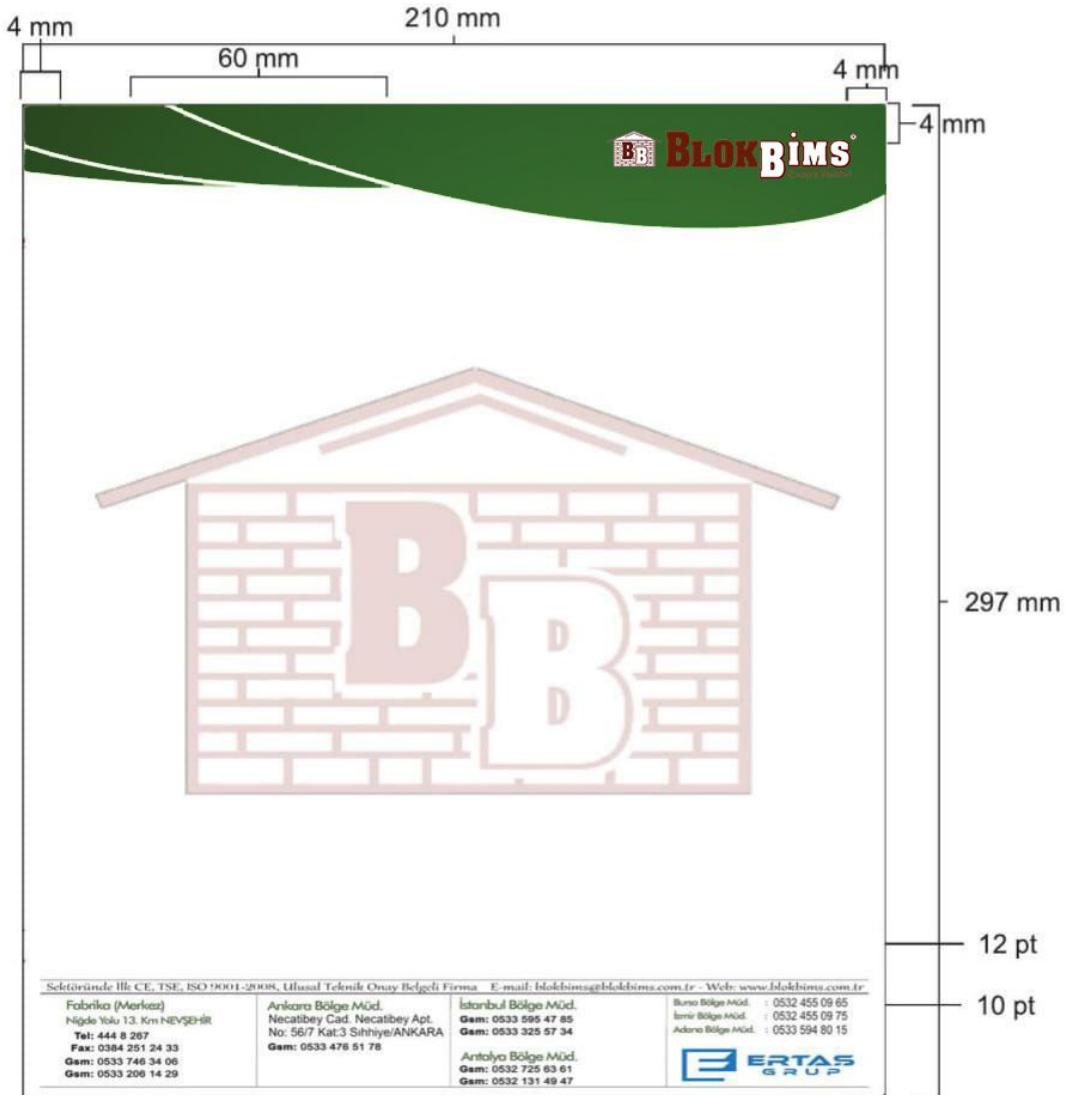 4 mm
210 mm
60 mm
4 mm
4 mm
BB BLOKBİMS
BB
297 mm
12 pt
Sektöründe İlk CE, TSE, ISO 9001-2008, Ulusal Teknik Onay Belgeli Firma E-mail: blokbims@blokbims.com.tr - Web: www.blokbims.com.tr
10 pt
Fabrika (Merkez)
Niğde Yolu 13. Km NEVŞEHİR
Tel: 444 8 267
Fax: 0384 251 24 33
Gsm: 0533 746 34 06
Gsm: 0533 206 14 29
Ankara Bölge Müd.
Necatibey Cad. Necatibey Apt.
No: 56/7 Kat:3 Sıhhiye/ANKARA
Gsm: 0533 476 51 78
İstanbul Bölge Müd.
Gsm: 0533 595 47 85
Gsm: 0533 325 57 34
Antalya Bölge Müd.
Gsm: 0532 725 63 61
Gsm: 0532 131 49 47
Bursa Bölge Müd. : 0532 455 09 65
İzmir Bölge Müd. : 0532 455 09 75
Adana Bölge Müd. : 0533 594 80 15
ERTAS
GRUP